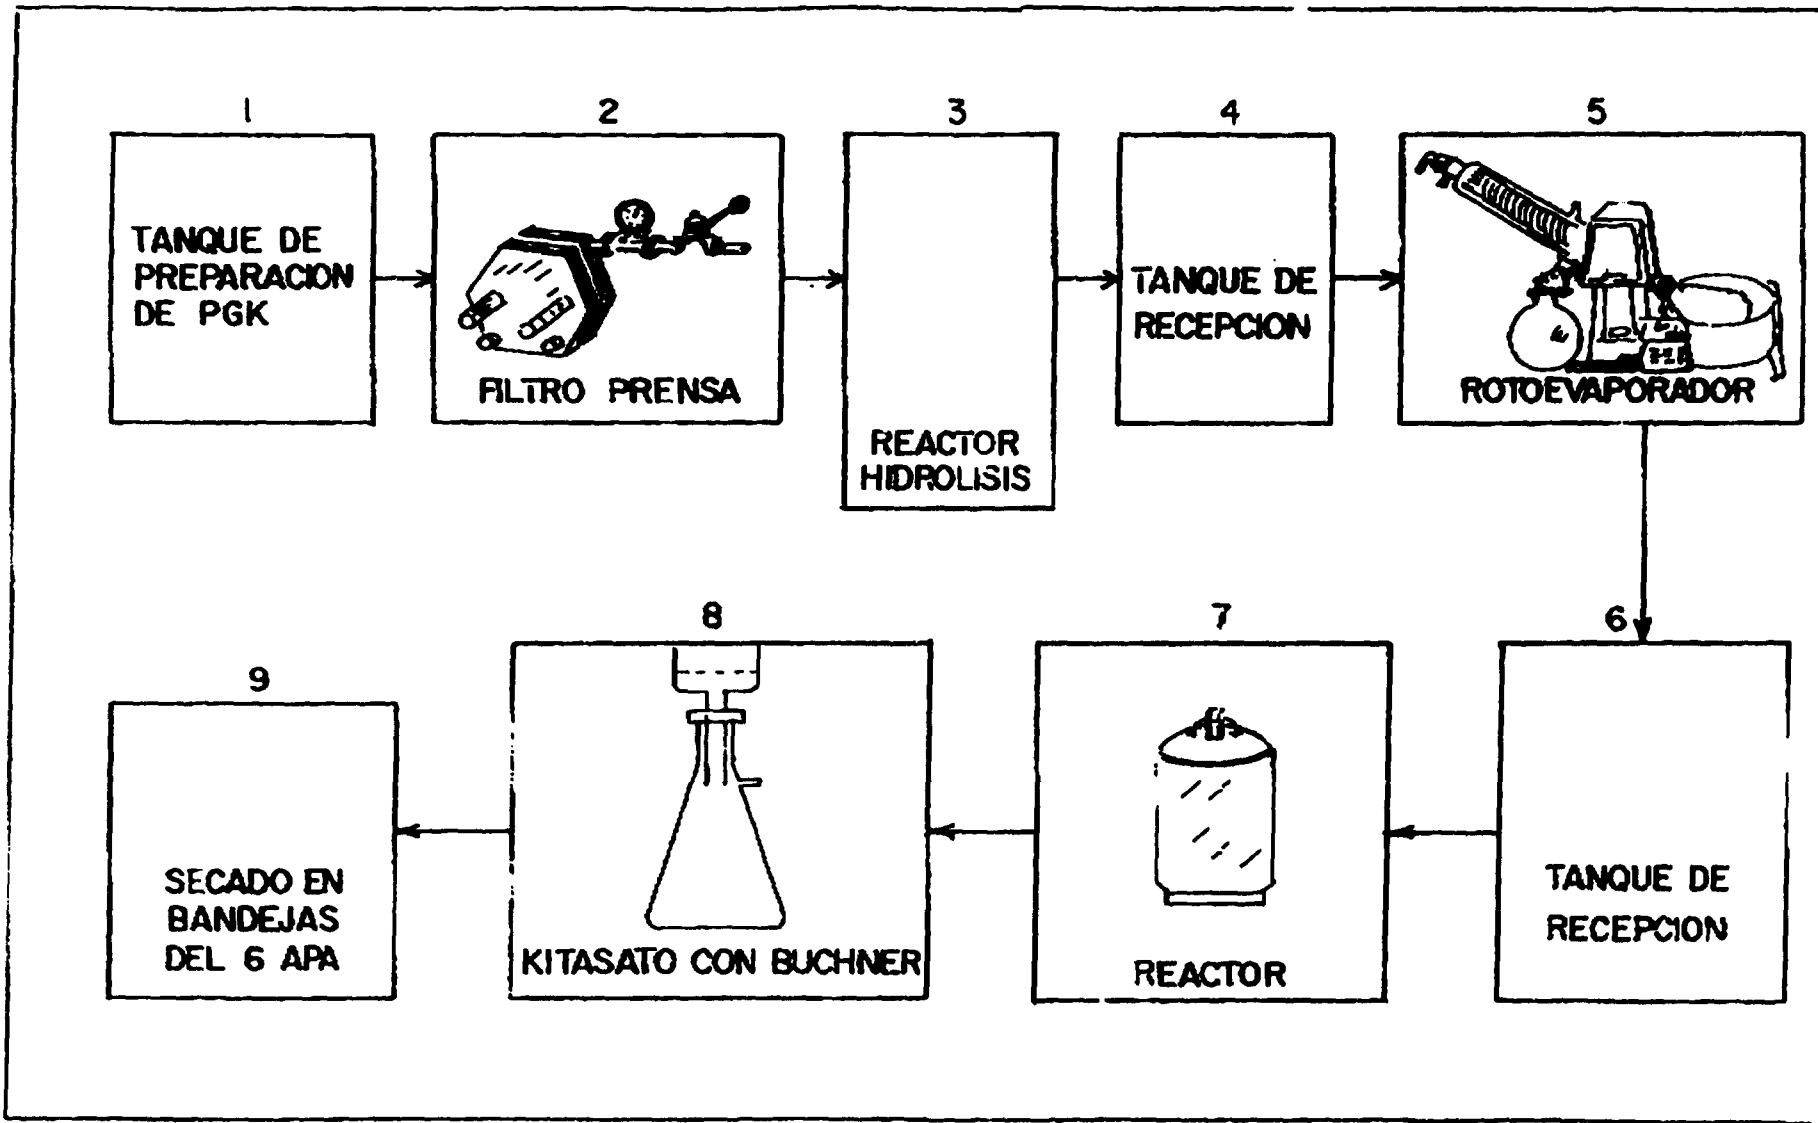 1
2
3
4
5
TANQUE DE
PREPARACION
DE PGK
FILTRO PRENSA
REACTOR
HIDROLISIS
TANQUE DE
RECEPCION
ROTOEVAPORADOR
6
7
8
9
TANQUE DE
RECEPCION
REACTOR
KITASATO CON BUCHNER
SECADO EN
BANDEJAS
DEL 6 APA